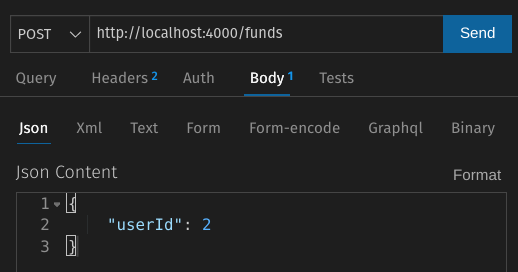 POST http://localhost:4000/funds Send
Query Headers 2 Auth Body 1 Tests
Json Xml Text Form Form-encode Graphql Binary
Json Content Format
1 {
2 "userId": 2
3 }